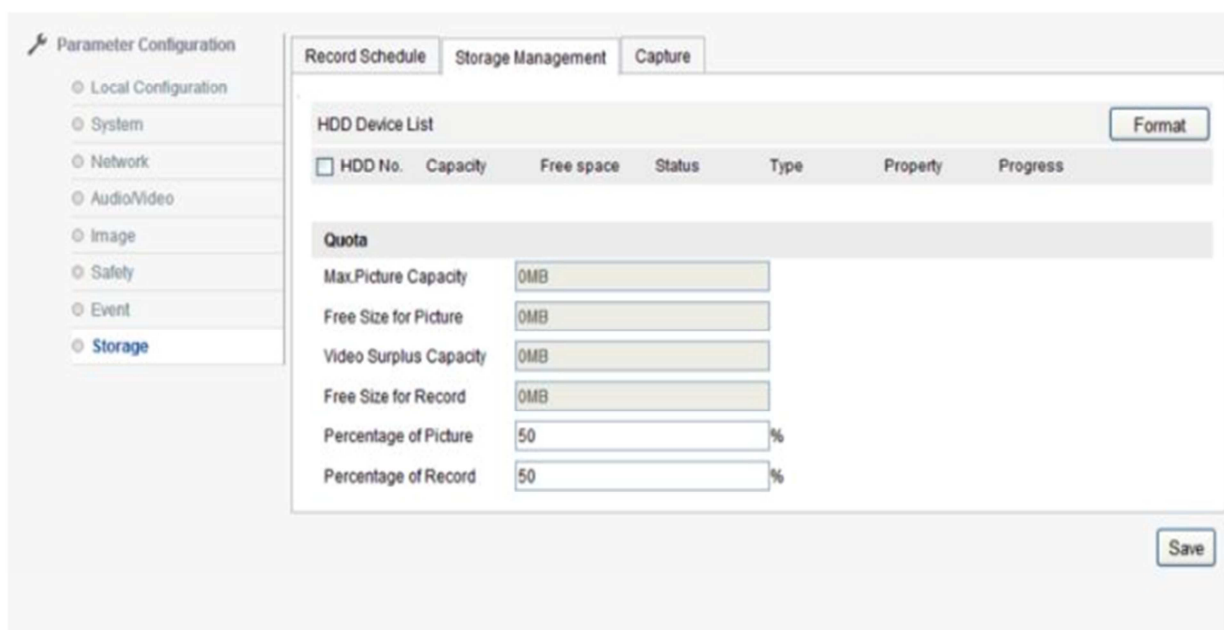 Parameter Configuration
Local Configuration
System
Network
Audio/Video
Image
Safety
Event
Storage
Record Schedule Storage Management Capture
HDD Device List Format
HDD No. Capacity Free space Status Type Property Progress
Quota
Max.Picture Capacity 0MB
Free Size for Picture 0MB
Video Surplus Capacity 0MB
Free Size for Record 0MB
Percentage of Picture 50 %
Percentage of Record 50 %
Save